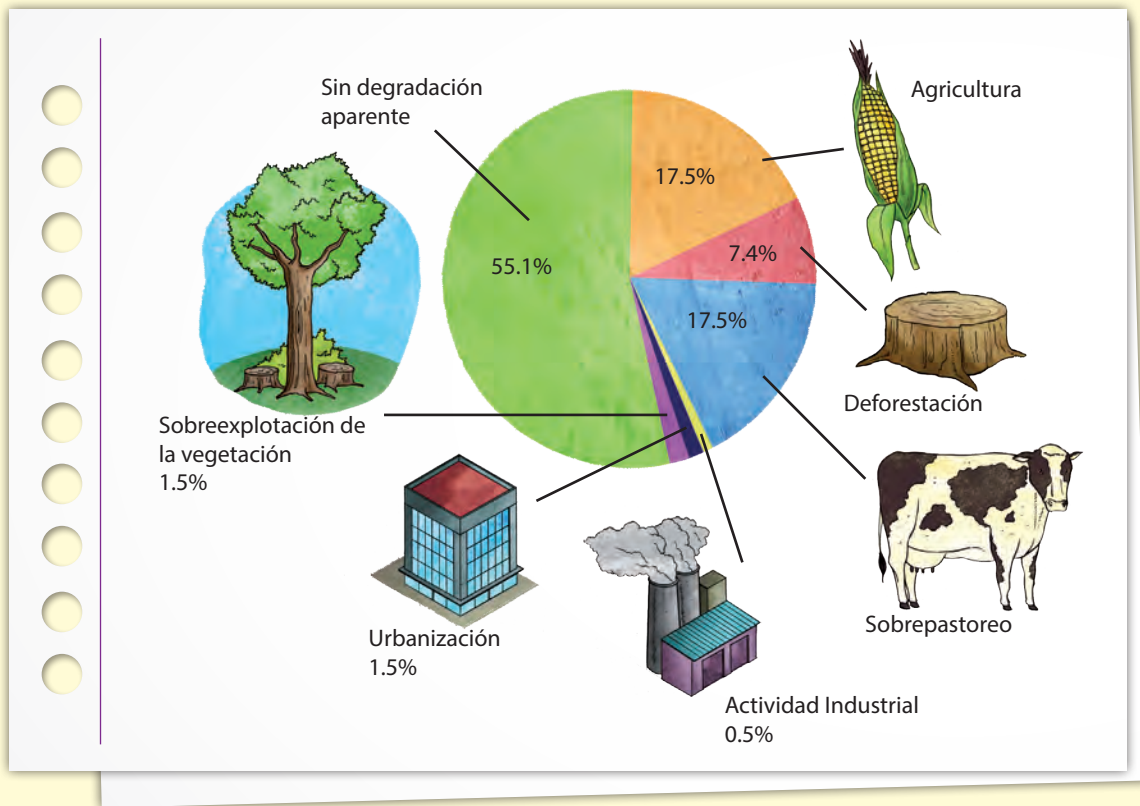 Sin degradación
aparente
Agricultura
17.5%
7.4%
55.1%
17.5%
Deforestación
Sobreexplotación de
la vegetación
1.5%
Sobrepastoreo
Urbanización
1.5%
Actividad Industrial
0.5%